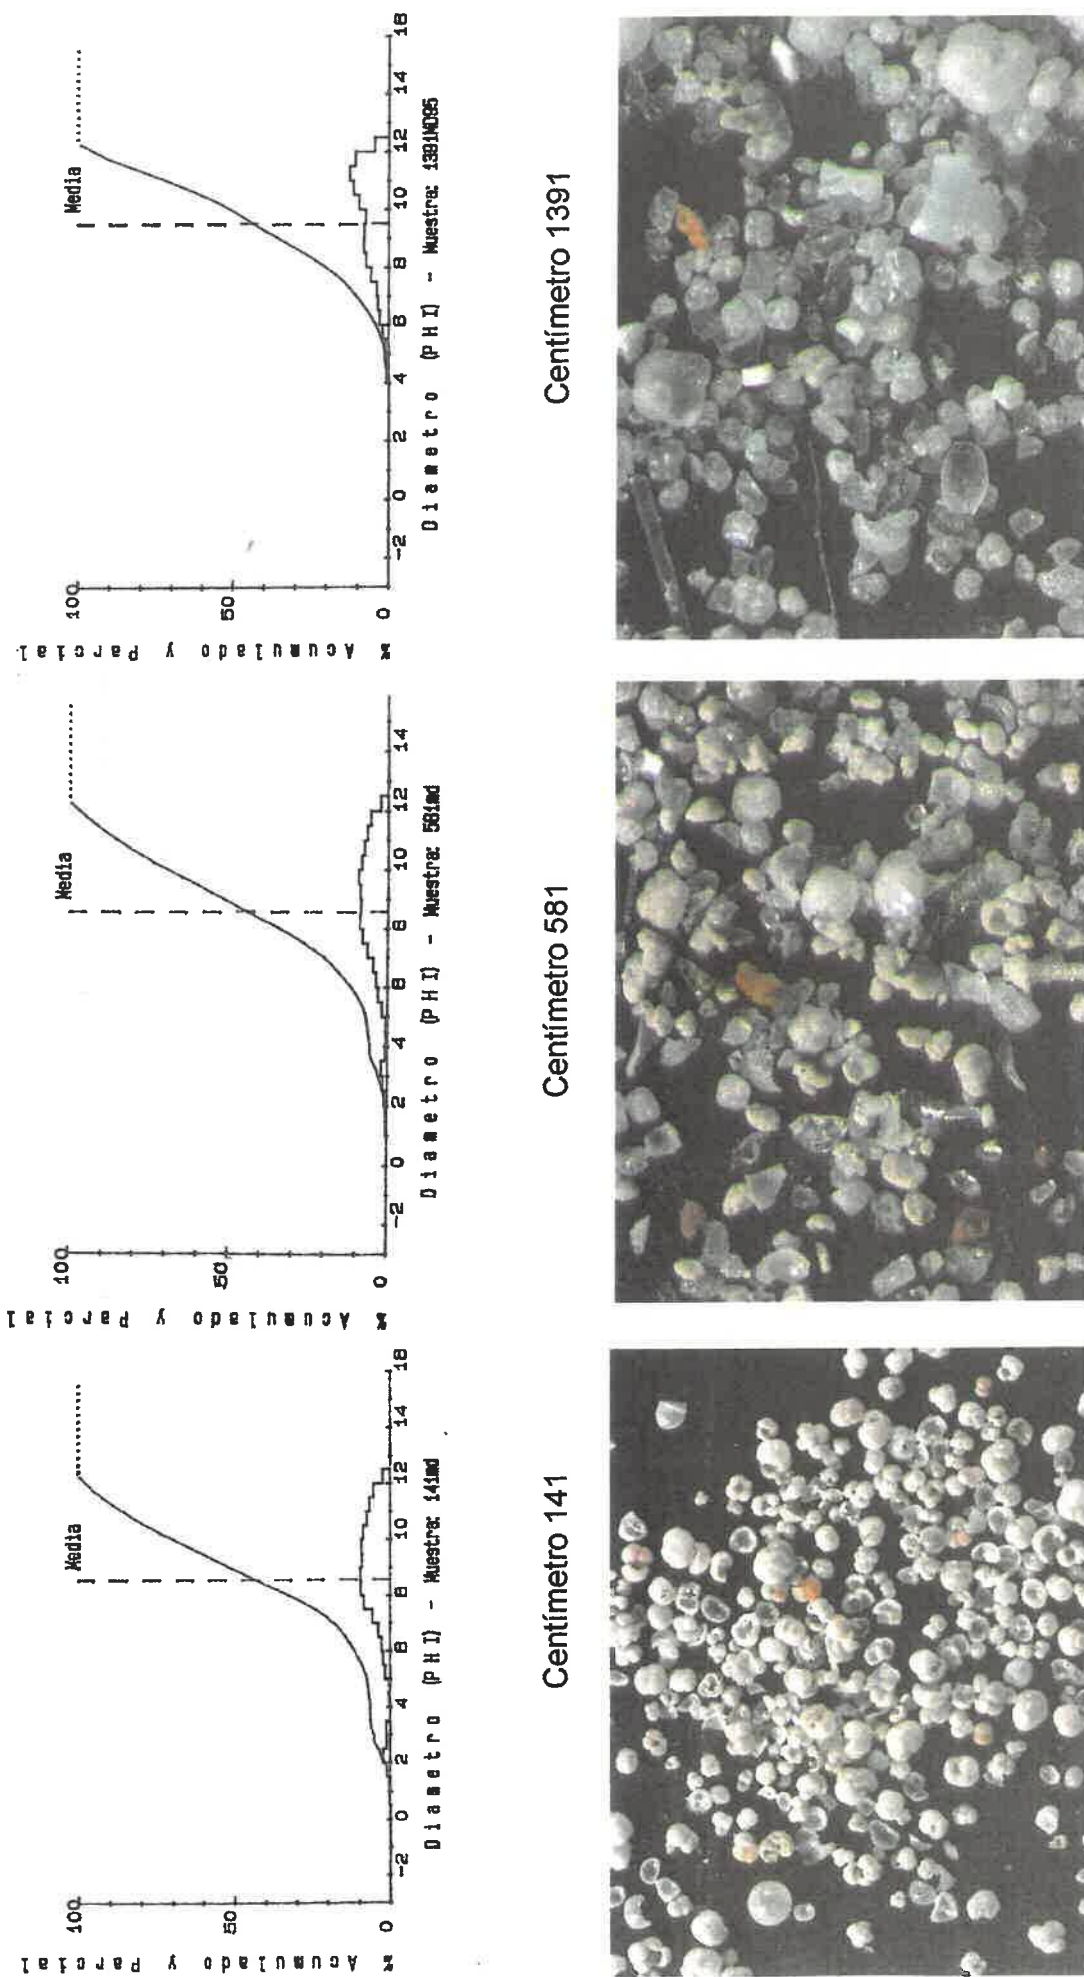 % Acumulado y Parcial
100
50
0
Media
-2 0 2 4 6 8 10 12 14 16
Diametro (PHI) - Muestra: 141md
Centímetro 141
% Acumulado y Parcial
100
50
0
Media
-2 0 2 4 6 8 10 12 14
Diametro (PHI) - Muestra: 581md
Centímetro 581
% Acumulado y Parcial
100
50
0
Media
-2 0 2 4 6 8 10 12 14 16
Diametro (PHI) - Muestra: 1391MD95
Centímetro 1391